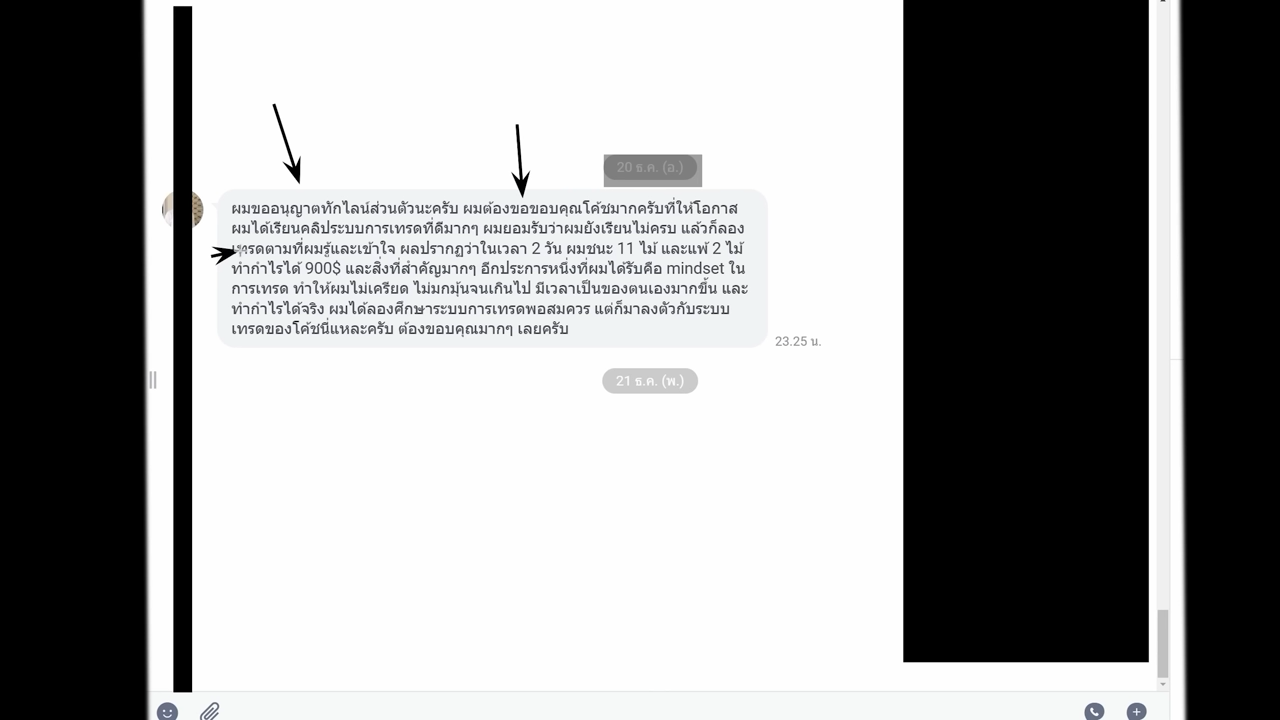 20 ธ.ค. (อ.)
ผมขออนุญาตทักไลน์ส่วนตัวนะครับ ผมต้องขอขอบคุณโค้ชมากครับที่ให้โอกาส
ผมได้เรียนคลิประบบการเทรดที่ดีมากๆ ผมยอมรับว่าผมยังเรียนไม่ครบ แล้วก็ลอง
เทรดตามที่ผมรู้และเข้าใจ ผลปรากฏว่าในเวลา 2 วัน ผมชนะ 11 ไม้ และแพ้ 2 ไม้
ทำกำไรได้ 900$ และสิ่งที่สำคัญมากๆ อีกประการหนึ่งที่ผมได้รับคือ mindset ใน
การเทรด ทำให้ผมไม่เครียด ไม่มกมุ้นจนเกินไป มีเวลาเป็นของตนเองมากขึ้น และ
ทำกำไรได้จริง ผมได้ลองศึกษาระบบการเทรดพอสมควร แต่ก็มาลงตัวกับระบบ
เทรดของโค้ชนี่แหละครับ ต้องขอบคุณมากๆ เลยครับ
23.25 น.
21 ธ.ค. (พ.)